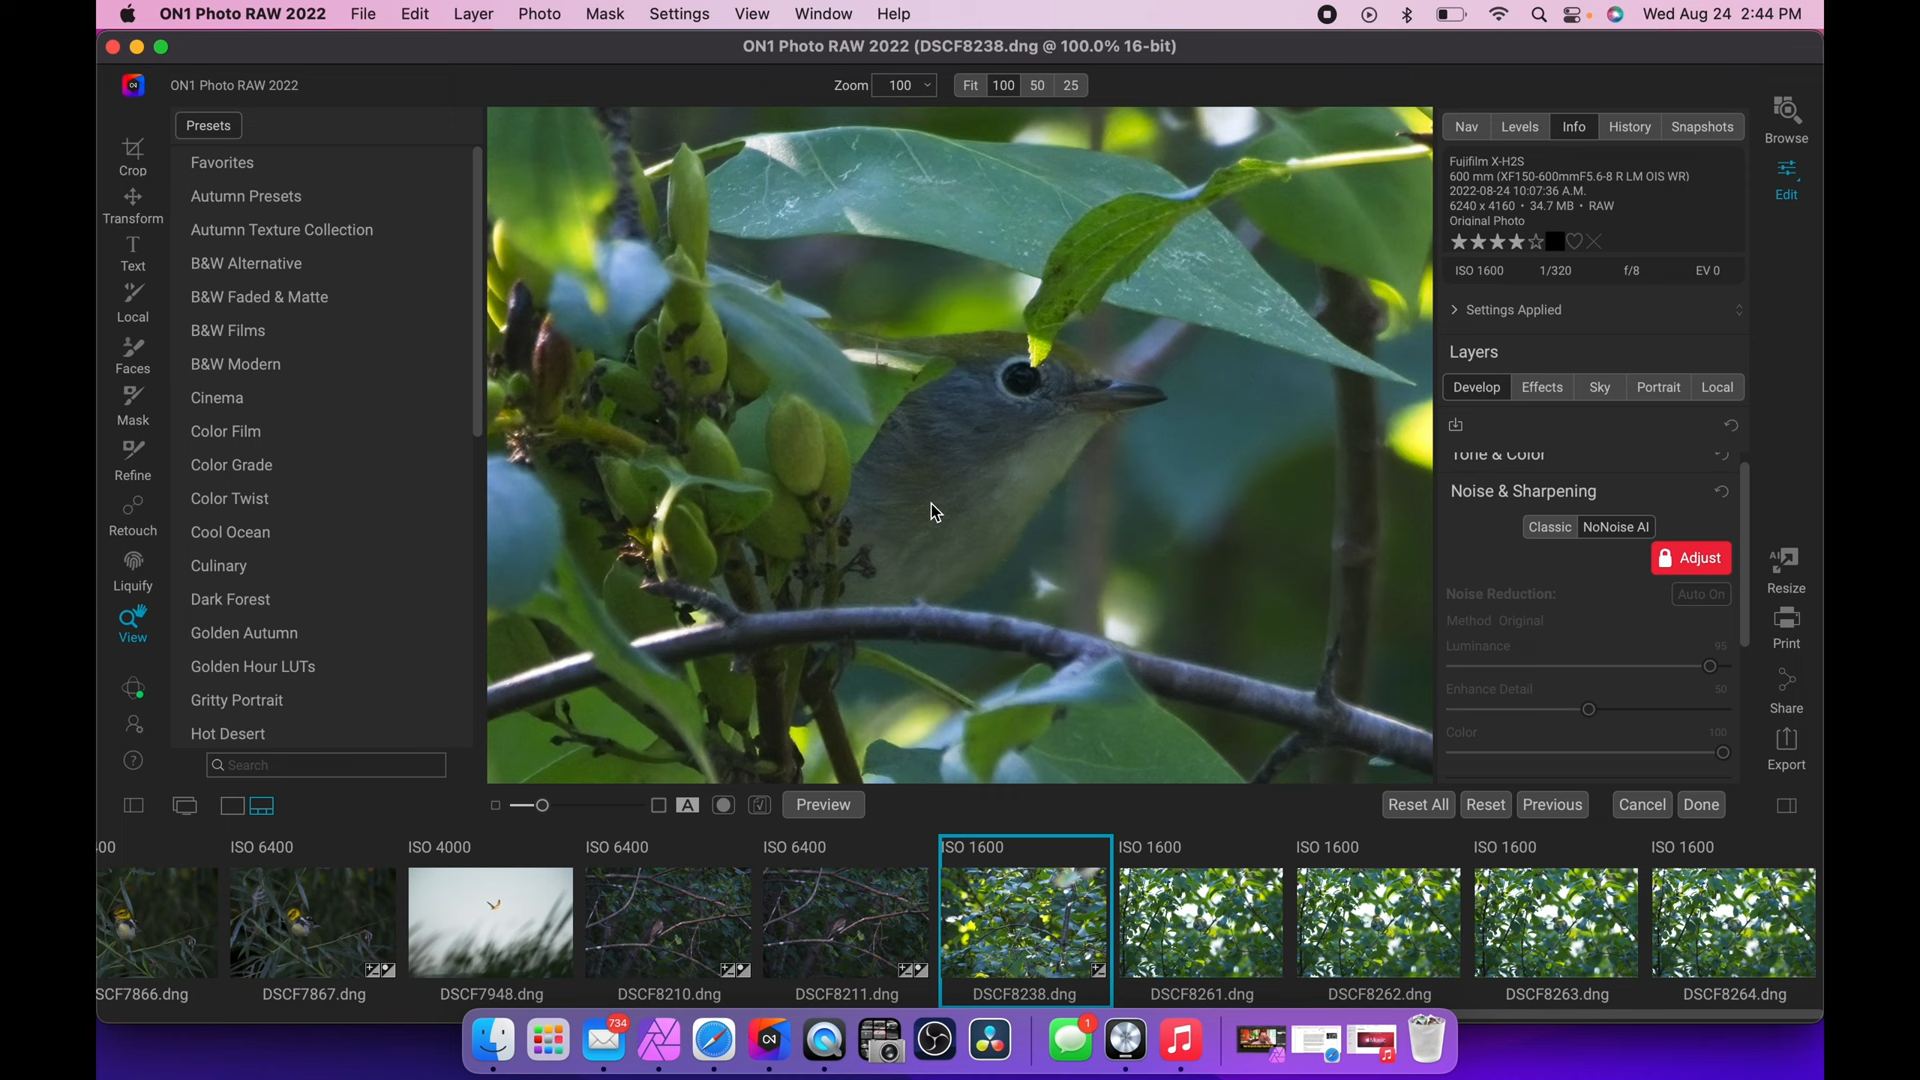 ON1 Photo RAW 2022 File Edit Layer Photo Mask Settings View Window Help Wed Aug 24 2:44 PM
ON1 Photo RAW 2022 (DSCF8238.dng @ 100.0% 16-bit)
ON1 Photo RAW 2022
Zoom 100 Fit 100 50 25
Crop
Transform
Text
Local
Faces
Mask
Refine
Retouch
Liquify
View
Presets
Favorites
Autumn Presets
Autumn Texture Collection
B&W Alternative
B&W Faded & Matte
B&W Films
B&W Modern
Cinema
Color Film
Color Grade
Color Twist
Cool Ocean
Culinary
Dark Forest
Golden Autumn
Golden Hour LUTs
Gritty Portrait
Hot Desert
Search
Nav Levels Info History Snapshots
Fujifilm X-H2S
600 mm (XF150-600mmF5.6-8 R LM OIS WR)
2022-08-24 10:07:36 A.M.
6240 x 4160 • 34.7 MB • RAW
Original Photo
ISO 1600 1/320 f/8 EV 0
Settings Applied
Layers
Develop Effects Sky Portrait Local
Tone & Color
Noise & Sharpening
Classic NoNoise AI
Adjust
Noise Reduction: Auto On
Method Original
Luminance 95
Enhance Detail 50
Color 100
Browse
Edit
AI
Resize
Print
Share
Export
A Preview Reset All Reset Previous Cancel Done
00 ISO 6400 ISO 4000 ISO 6400 ISO 6400 ISO 1600 ISO 1600 ISO 1600 ISO 1600 ISO 1600
SCF7866.dng DSCF7867.dng DSCF7948.dng DSCF8210.dng DSCF8211.dng DSCF8238.dng DSCF8261.dng DSCF8262.dng DSCF8263.dng DSCF8264.dng
734 1